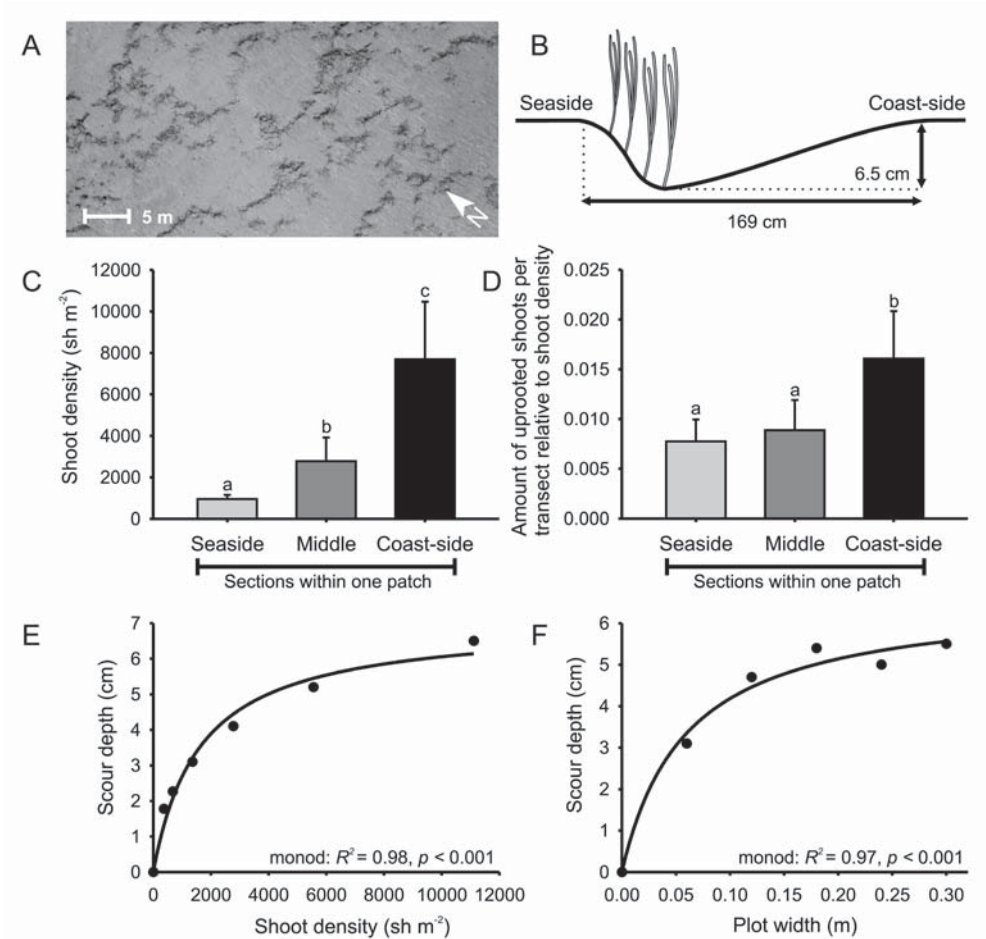 A
5 m
N
B
Seaside
Coast-side
6.5 cm
169 cm
C
Shoot density (sh m⁻²)
12000
10000
8000
6000
4000
2000
0
a
b
c
Seaside Middle Coast-side
Sections within one patch
D
Amount of uprooted shoots per
transect relative to shoot density
0.025
0.020
0.015
0.010
0.005
0.000
a
a
b
Seaside Middle Coast-side
Sections within one patch
E
Scour depth (cm)
7
6
5
4
3
2
1
0
monod: R² = 0.98, p < 0.001
0 2000 4000 6000 8000 10000 12000
Shoot density (sh m⁻²)
F
Scour depth (cm)
6
5
4
3
2
1
0
monod: R² = 0.97, p < 0.001
0.00 0.05 0.10 0.15 0.20 0.25 0.30
Plot width (m)